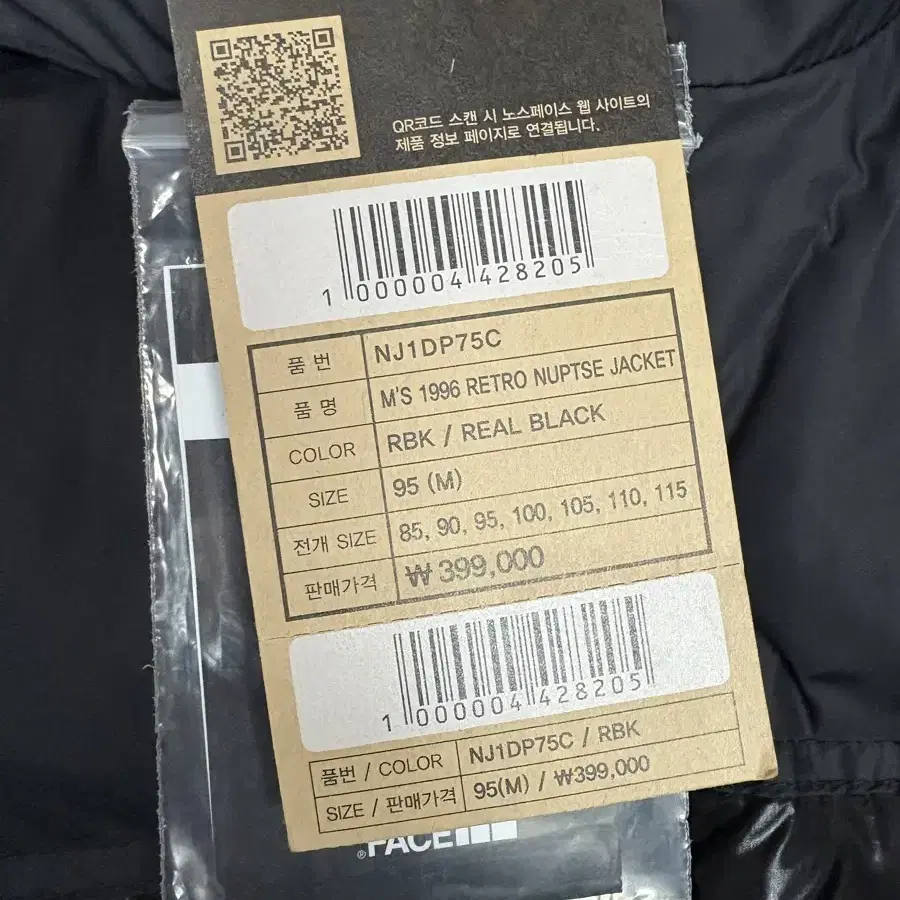 QR코드 스캔 시 노스페이스 웹 사이트의
제품 정보 페이지로 연결됩니다.
1 000004 428205
품 번 NJ1DP75C
품 명 M'S 1996 RETRO NUPTSE JACKET
COLOR RBK / REAL BLACK
SIZE 95 (M)
전개 SIZE 85, 90, 95, 100, 105, 110, 115
판매가격 ₩ 399,000
1 000004 428205
품번 / COLOR NJ1DP75C / RBK
SIZE / 판매가격 95(M) / ₩399,000
FACE
®